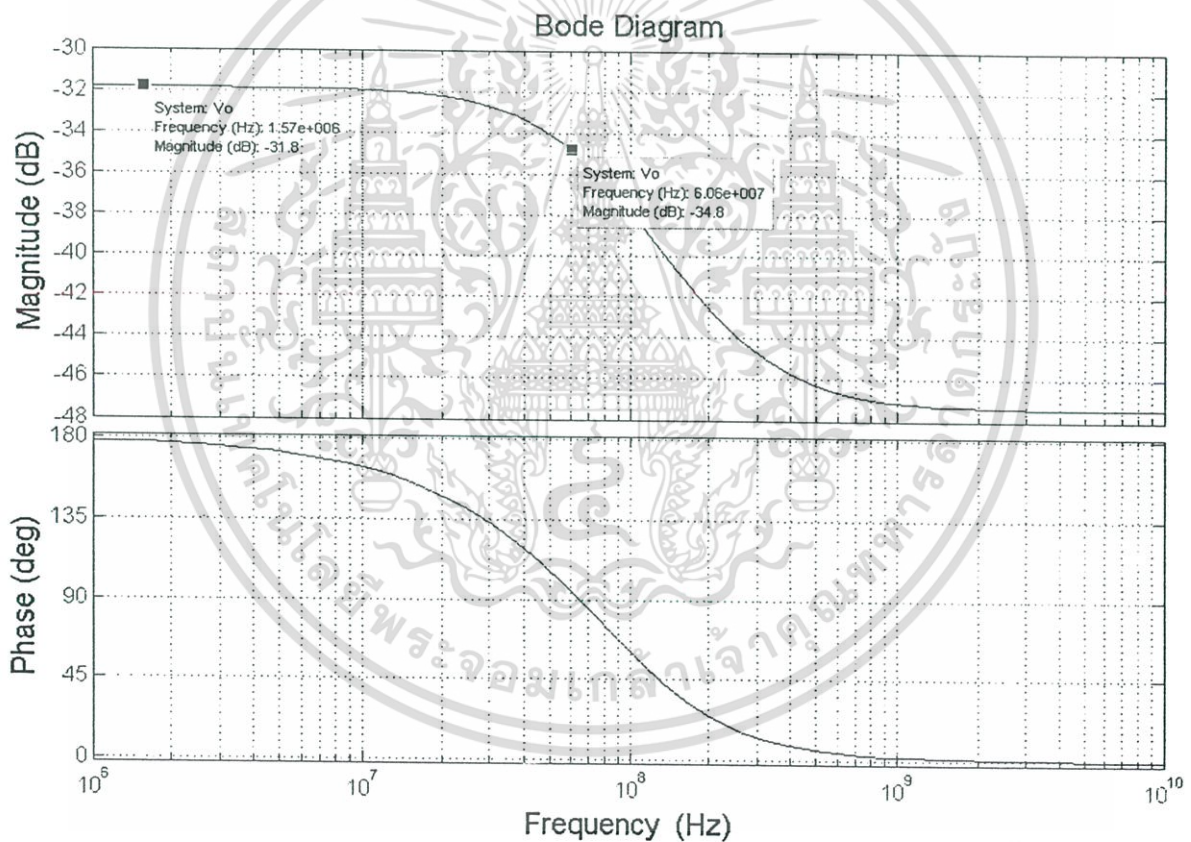 Bode Diagram
-30
-32
-34
-36
-38
-40
-42
-44
-46
-48
Magnitude (dB)
System: Vo
Frequency (Hz): 1.57e+006
Magnitude (dB): -31.8
System: Vo
Frequency (Hz): 6.06e+007
Magnitude (dB): -34.8
180
135
90
45
0
Phase (deg)
10^6
10^7
10^8
10^9
10^10
Frequency (Hz)